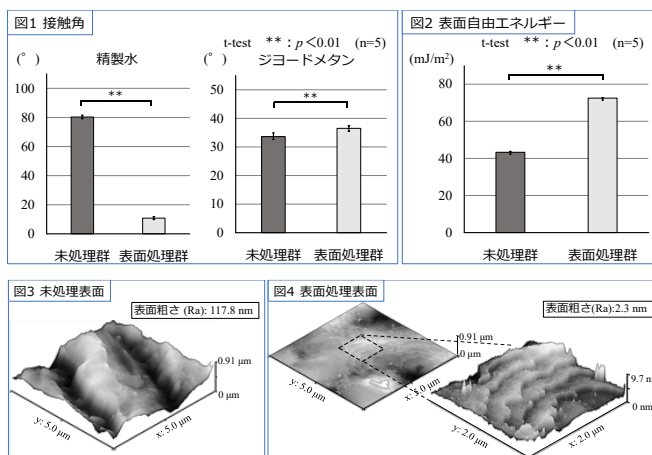 図1 接触角
t-test ＊＊：p＜0.01 (n=5)
(°) 精製水
100
80
60
40
20
0
＊＊
未処理群 表面処理群
(°) ジヨードメタン
50
40
30
20
10
0
＊＊
未処理群 表面処理群
図2 表面自由エネルギー
t-test ＊＊：p＜0.01 (n=5)
(mJ/m²)
80
60
40
20
0
＊＊
未処理群 表面処理群
図3 未処理表面
表面粗さ (Ra): 117.8 nm
0.91 μm
0 μm
y: 5.0 μm
x: 5.0 μm
図4 表面処理表面
表面粗さ(Ra):2.3 nm
0.91 μm
0 μm
y: 5.0 μm
x: 5.0 μm
9.7 n
0 nm
y: 2.0 μm
x: 2.0 μm